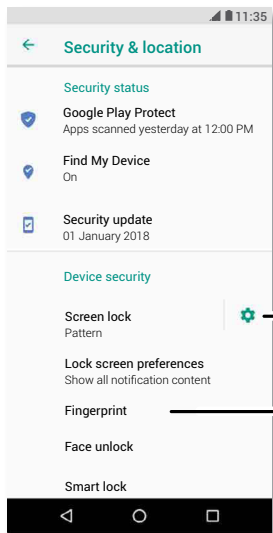 11:35
Security & location
Security status
Google Play Protect
Apps scanned yesterday at 12:00 PM
Find My Device
On
Security update
01 January 2018
Device security
Screen lock
Pattern
Lock screen preferences
Show all notification content
Fingerprint
Face unlock
Smart lock